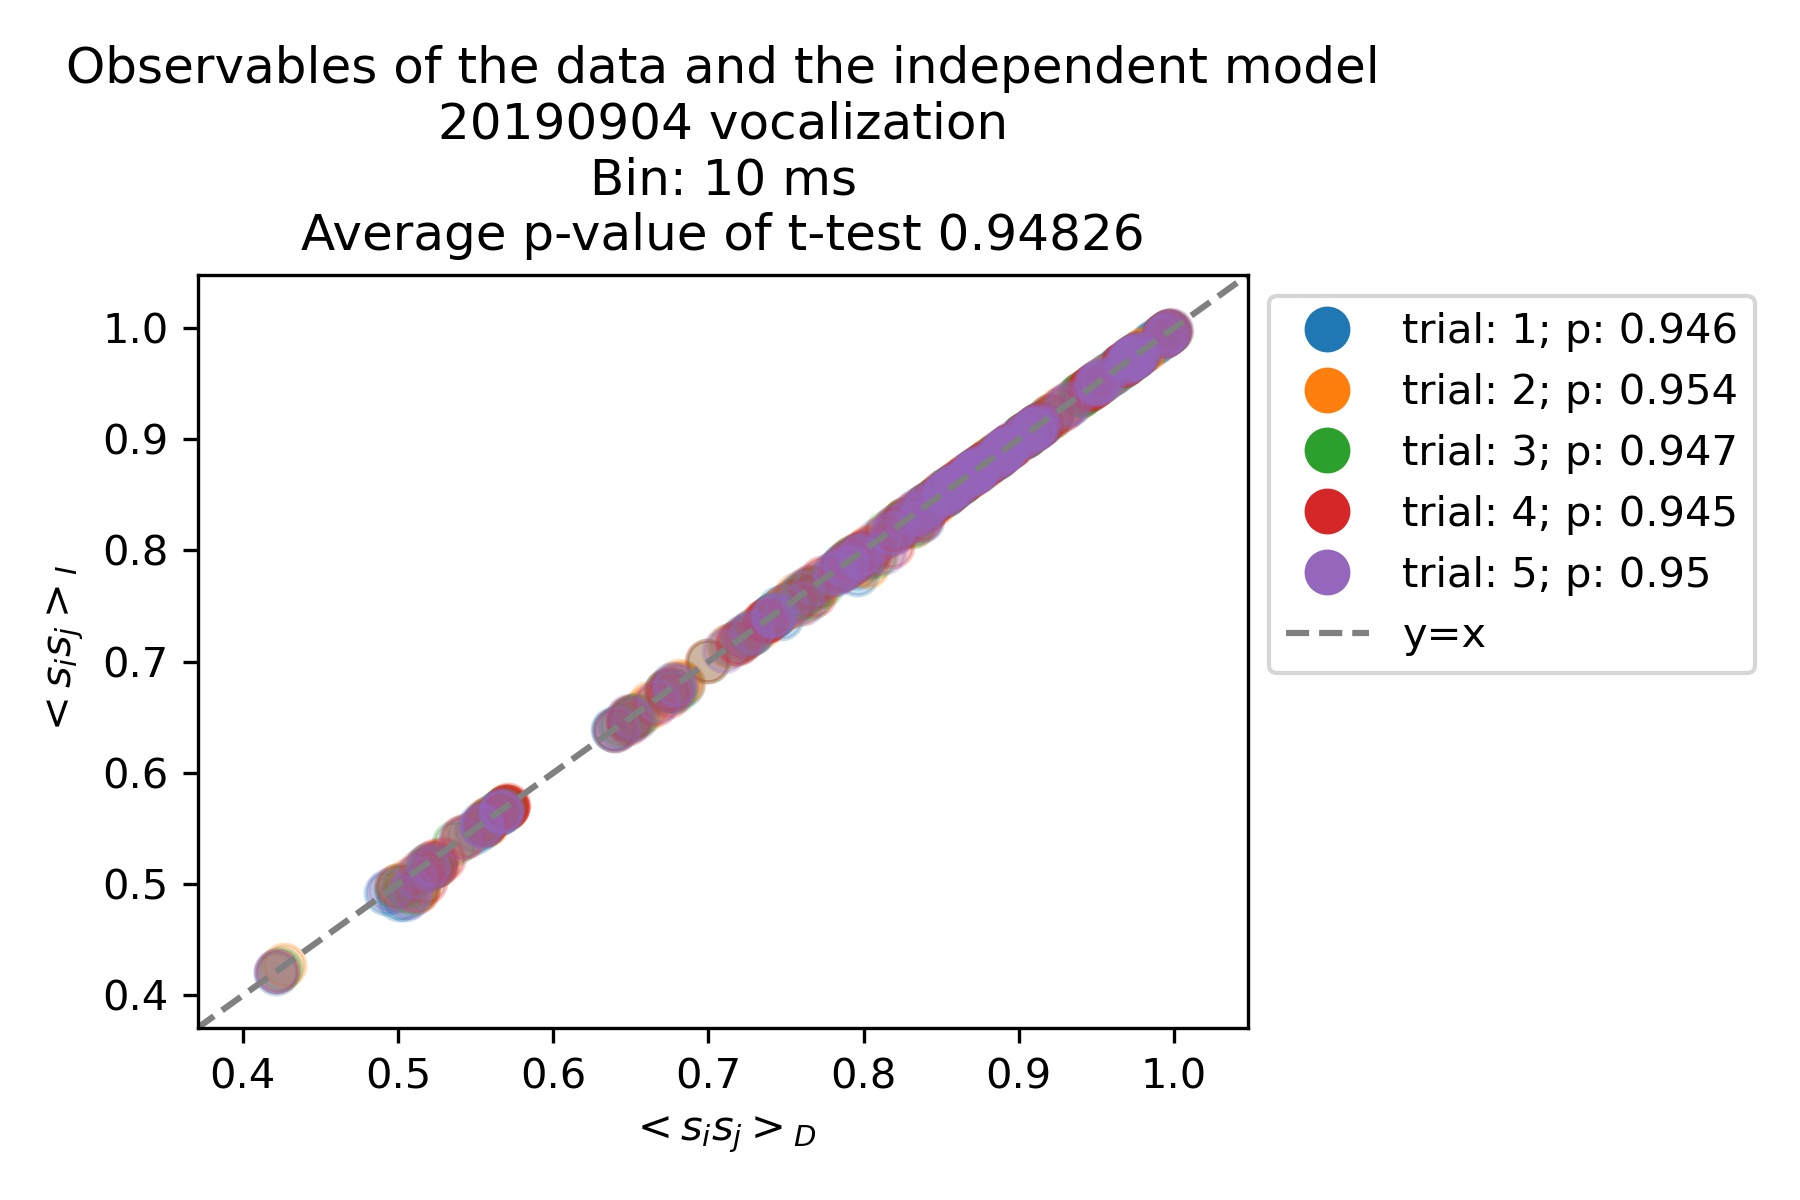 Observables of the data and the independent model
20190904 vocalization
Bin: 10 ms
Average p-value of t-test 0.94826
1.0
0.9
0.8
0.7
0.6
0.5
0.4
< s_i s_j >_I
0.4 0.5 0.6 0.7 0.8 0.9 1.0
< s_i s_j >_D
trial: 1; p: 0.946
trial: 2; p: 0.954
trial: 3; p: 0.947
trial: 4; p: 0.945
trial: 5; p: 0.95
y=x